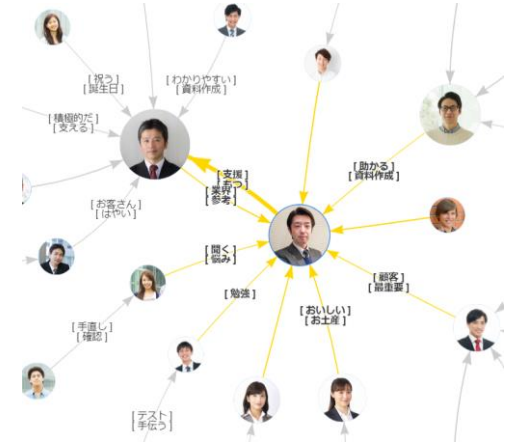 [ 祝う ]
[ 誕生日 ]
[ わかりやすい ]
[ 資料作成 ]
[ 積極的だ ]
[ 支える ]
[ 支援 ]
[ もつ ]
[ 業界 ]
[ 参考 ]
[ 助かる ]
[ 資料作成 ]
[ お客さん ]
[ はやい ]
[ 聞く ]
[ 悩み ]
[ 勉強 ]
[ 顧客 ]
[ 最重要 ]
[ おいしい ]
[ お土産 ]
[ 手直し ]
[ 確認 ]
[ テスト ]
[ 手伝う ]